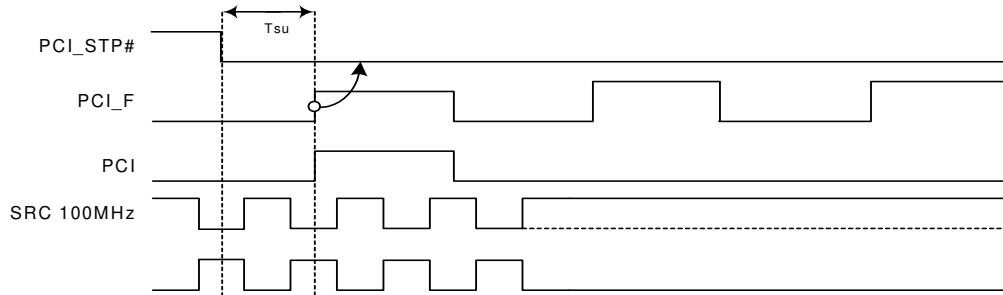 Tsu
PCI_STP#
PCI_F
PCI
SRC 100MHz